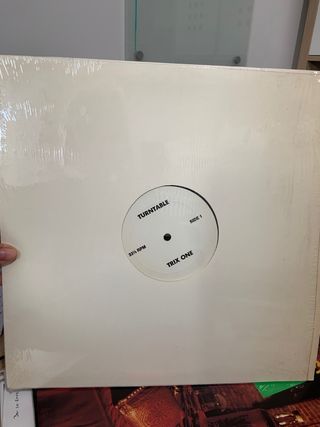 TURNTABLE
SIDE 1
33⅓ RPM
TRIX ONE